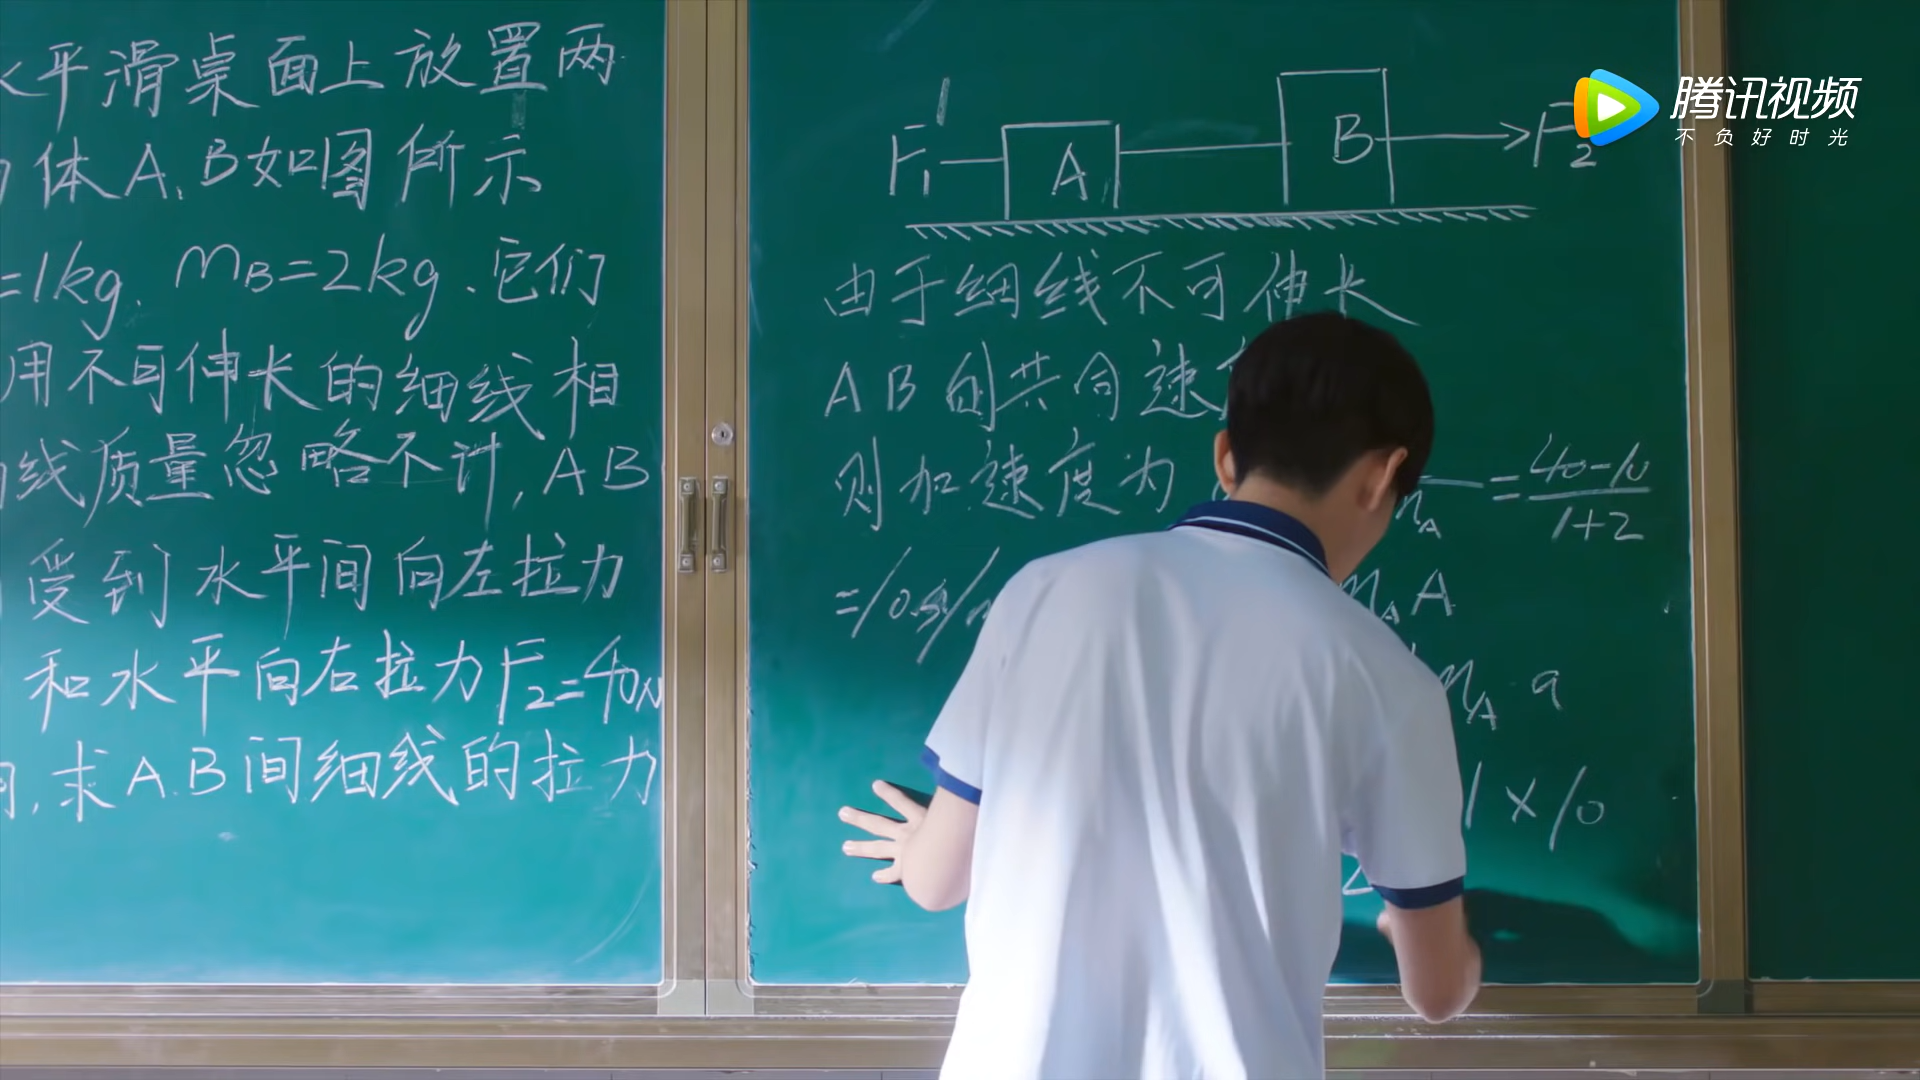 水平滑桌面上放置两
体A、B如图所示
=1kg. mB=2kg.它们
用不可伸长的细线相
线质量忽略不计,AB
受到水平间向左拉力
和水平向右拉力F2=40N
,求A.B间细线的拉力
F1 A B F2
由于细线不可伸长
AB的共同速
则加速度为 mA = 40-10 / 1+2
=10
mA A
mA a
1×10
腾讯视频
不负好时光